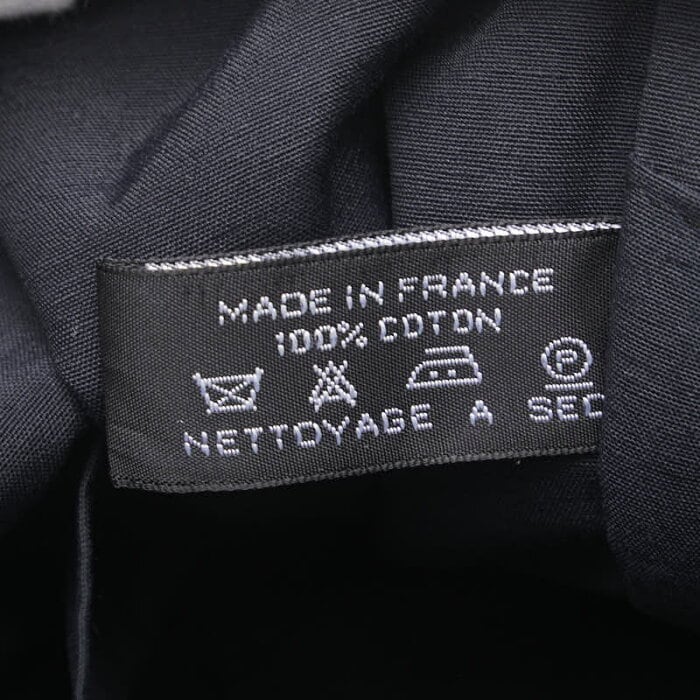 MADE IN FRANCE
100% COTON
P
NETTOYAGE A SEC